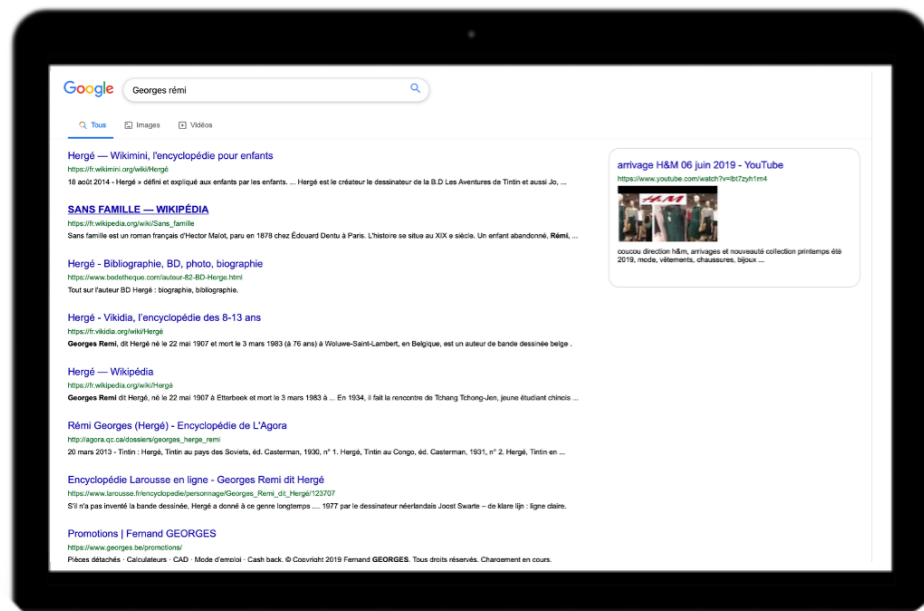 Google
Georges rémi
Tous Images Vidéos
Hergé — Wikimini, l'encyclopédie pour enfants
https://fr.wikimini.org/wiki/Hergé
18 août 2014 - Hergé » défini et expliqué aux enfants par les enfants. ... Hergé est le créateur le dessinateur de la B.D Les Aventures de Tintin et aussi Jo, ...
SANS FAMILLE — WIKIPÉDIA
https://fr.wikipedia.org/wiki/Sans_famille
Sans famille est un roman français d'Hector Malot, paru en 1878 chez Édouard Dentu à Paris. L'histoire se situe au XIX e siècle. Un enfant abandonné, Rémi, ...
Hergé - Bibliographie, BD, photo, biographie
https://www.bedetheque.com/auteur-82-BD-Herge.html
Tout sur l'auteur BD Hergé : biographie, bibliographie.
Hergé - Vikidia, l'encyclopédie des 8-13 ans
https://fr.vikidia.org/wiki/Hergé
Georges Remi, dit Hergé né le 22 mai 1907 et mort le 3 mars 1983 (à 76 ans) à Woluwe-Saint-Lambert, en Belgique, est un auteur de bande dessinée belge .
Hergé — Wikipédia
https://fr.wikipedia.org/wiki/Hergé
Georges Remi dit Hergé, né le 22 mai 1907 à Etterbeek et mort le 3 mars 1983 à ... En 1934, il fait la rencontre de Tchang Tchong-Jen, jeune étudiant chinois ...
Rémi Georges (Hergé) - Encyclopédie de L'Agora
http://agora.qc.ca/dossiers/georges_herge_remi
20 mars 2013 - Tintin : Hergé, Tintin au pays des Soviets, éd. Casterman, 1930, n° 1. Hergé, Tintin au Congo, éd. Casterman, 1931, n° 2. Hergé, Tintin en ...
Encyclopédie Larousse en ligne - Georges Remi dit Hergé
https://www.larousse.fr/encyclopedie/personnage/Georges_Remi_dit_Hergé/123707
S'il n'a pas inventé la bande dessinée, Hergé a donné à ce genre longtemps .... 1977 par le dessinateur néerlandais Joost Swarte – de klare lijn : ligne claire.
Promotions | Fernand GEORGES
https://www.georges.be/promotions/
Pièces détachés · Calculateurs · CAD · Mode d'emploi · Cash back. © Copyright 2019 Fernand GEORGES. Tous droits réservés. Chargement en cours.
arrivage H&M 06 juin 2019 - YouTube
https://www.youtube.com/watch?v=lbt7zyh1m4
H&M
coucou direction h&m, arrivages et nouveauté collection printemps été
2019, mode, vêtements, chaussures, bijoux ...